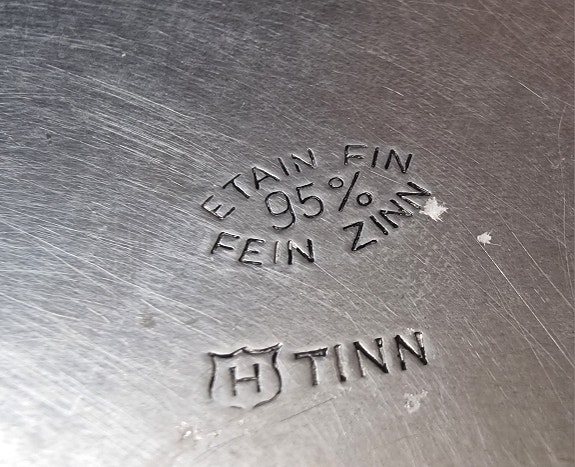 ETAIN FIN
95%
FEIN ZINN
H TINN